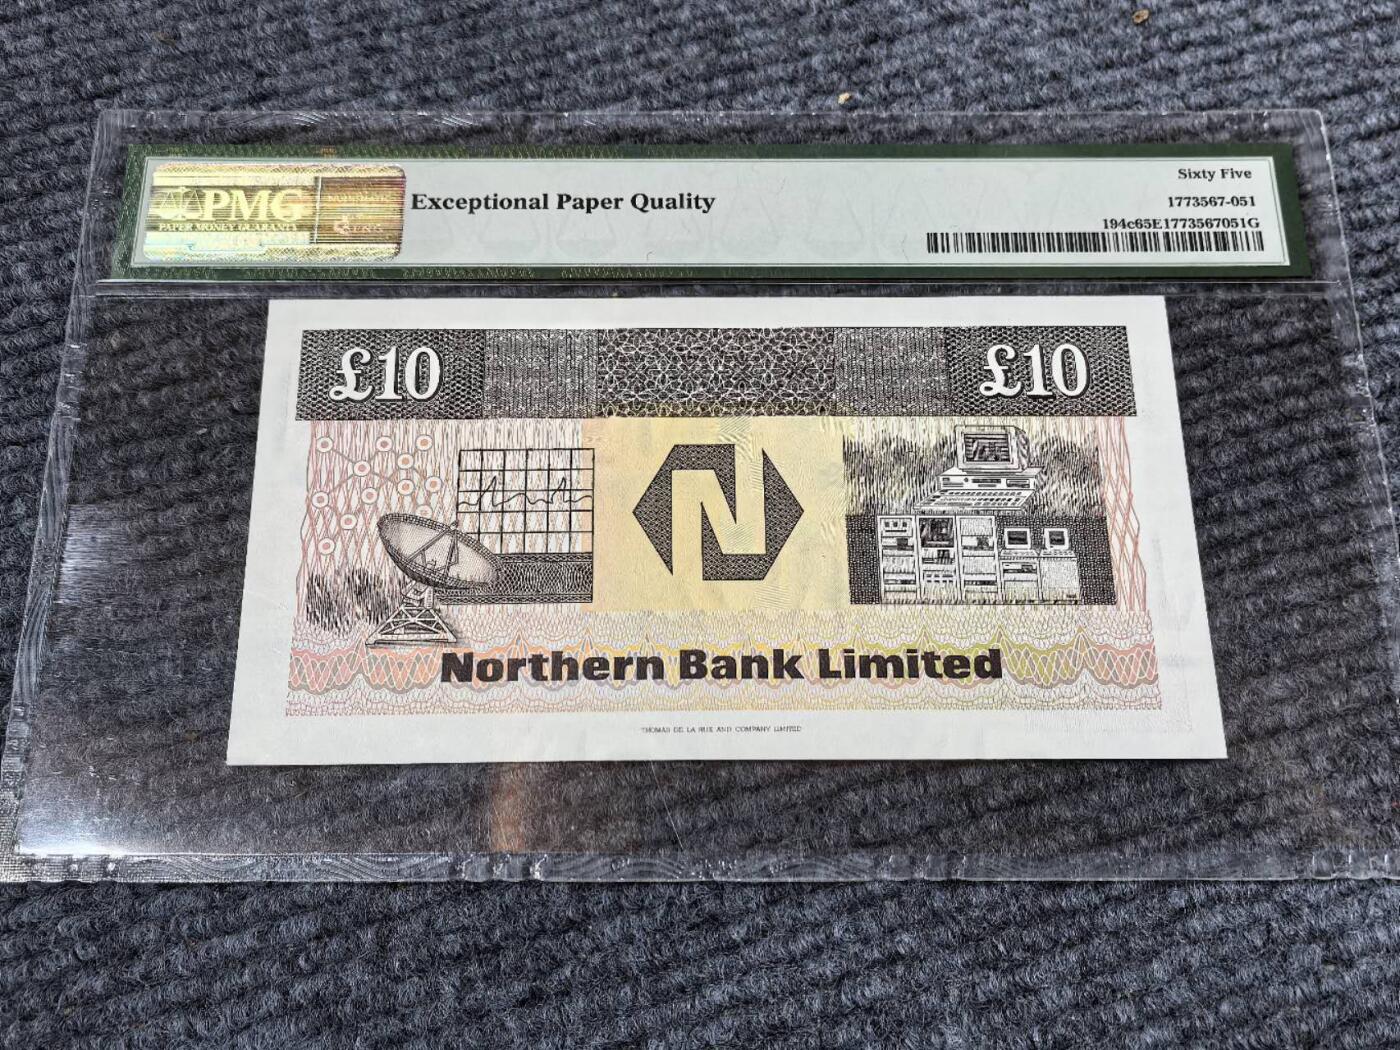 PMG
PAPER MONEY GUARANTY
Exceptional Paper Quality
Sixty Five
1773567-051
194c65E1773567051G
£10
£10
N
Northern Bank Limited
THOMAS DE LA RUE AND COMPANY LIMITED